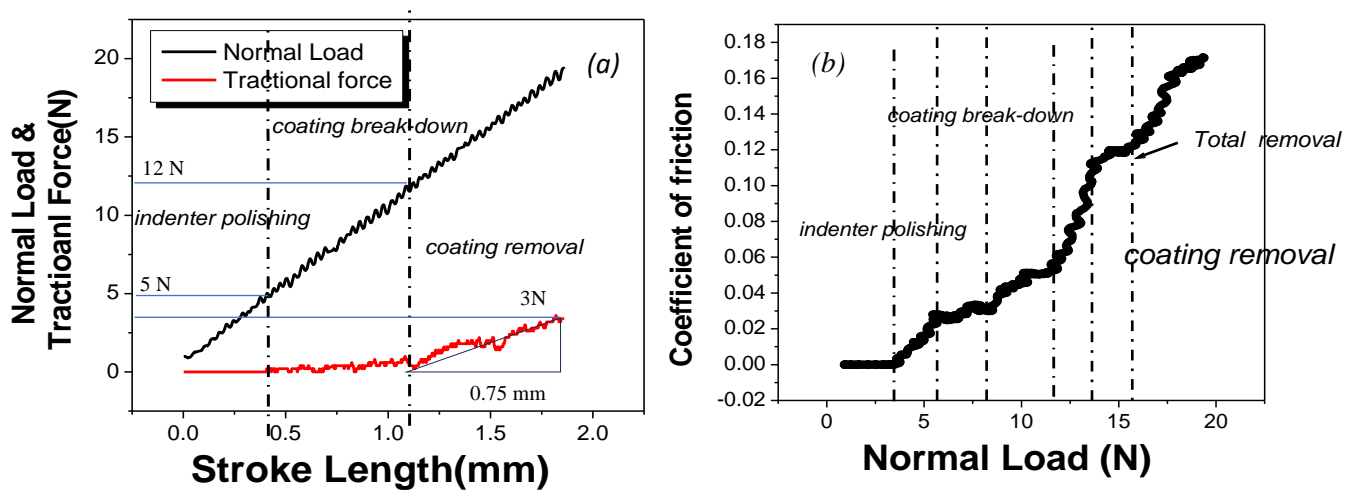 Normal Load
Tractional force
(a)
coating break-down
12 N
indenter polishing
coating removal
5 N
3N
0.75 mm
20
15
10
5
0
0.0
0.5
1.0
1.5
2.0
Normal Load &
Tractioanl Force(N)
Stroke Length(mm)
(b)
coating break-down
Total removal
indenter polishing
coating removal
0.18
0.16
0.14
0.12
0.10
0.08
0.06
0.04
0.02
0.00
-0.02
0
5
10
15
20
Coefficient of friction
Normal Load (N)